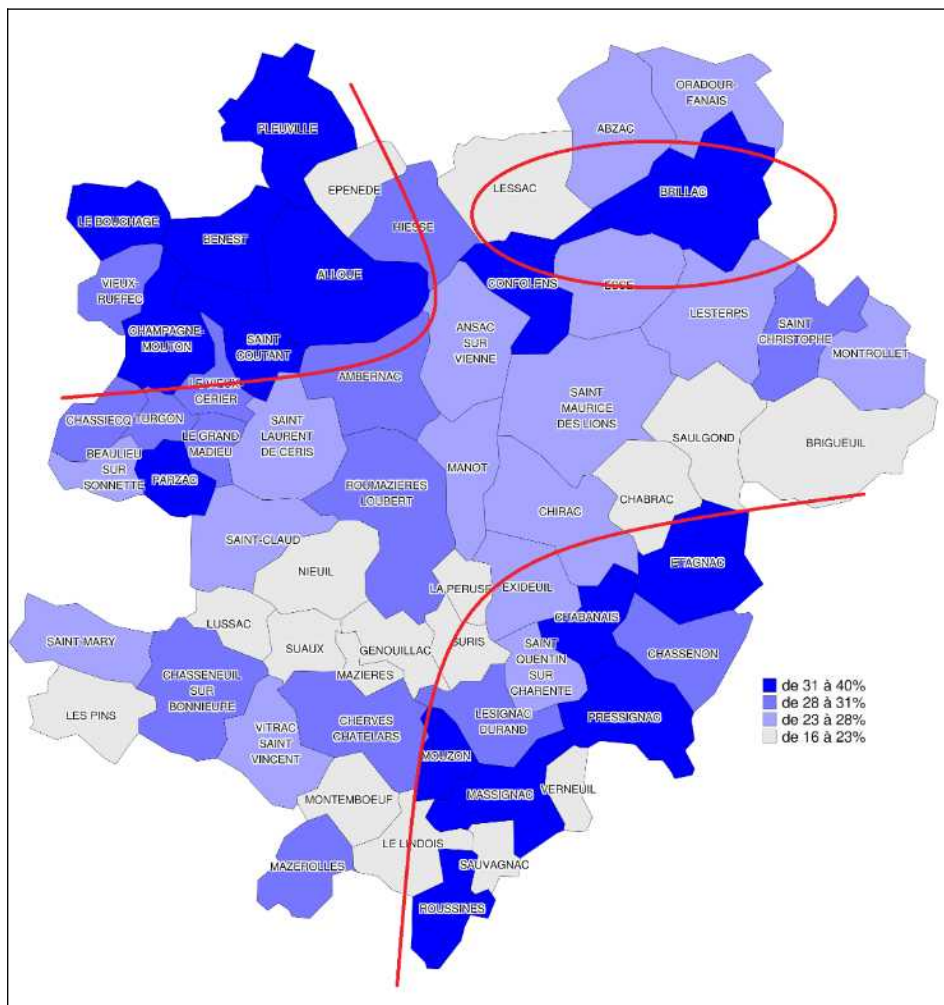 ORADOUR-
FANAIS
PLEUVILLE
ABZAC
EPENEDE
LESSAC
BRILLAC
LE BOUCHAGE
HIESSE
BENEST
ALLOUE
VIEUX-
RUFFEC
CONFOLENS
ESSE
CHAMPAGNE-
MOUTON
SAINT
COUTANT
ANSAC
SUR
VIENNE
LESTERPS
SAINT
CHRISTOPHE
MONTROLLET
AMBERNAC
LE VIEUX-
CERIER
CHASSIECQ
TURGON
LE GRAND
MADIEU
SAINT
LAURENT
DE CERIS
SAINT
MAURICE
DES LIONS
SAULGOND
BRIGUEUIL
BEAULIEU
SUR
SONNETTE
PARZAC
MANOT
ROUMAZIERES
LOUBERT
CHABRAC
CHIRAC
SAINT-CLAUD
NIEUIL
LA PERUSE
EXIDEUIL
ETAGNAC
CHABANAIS
LUSSAC
SUAUX
GENOUILLAC
SURIS
SAINT
QUENTIN
SUR
CHARENTE
CHASSENON
SAINT-MARY
MAZIERES
CHASSENEUIL
SUR
BONNIEURE
LES PINS
VITRAC
SAINT
VINCENT
CHERVES
CHATELARS
LESIGNAC
DURAND
PRESSIGNAC
MOUZON
MASSIGNAC
VERNEUIL
MONTEMBOEUF
LE LINDOIS
SAUVAGNAC
MAZEROLLES
ROUSSINES
de 31 à 40%
de 28 à 31%
de 23 à 28%
de 16 à 23%